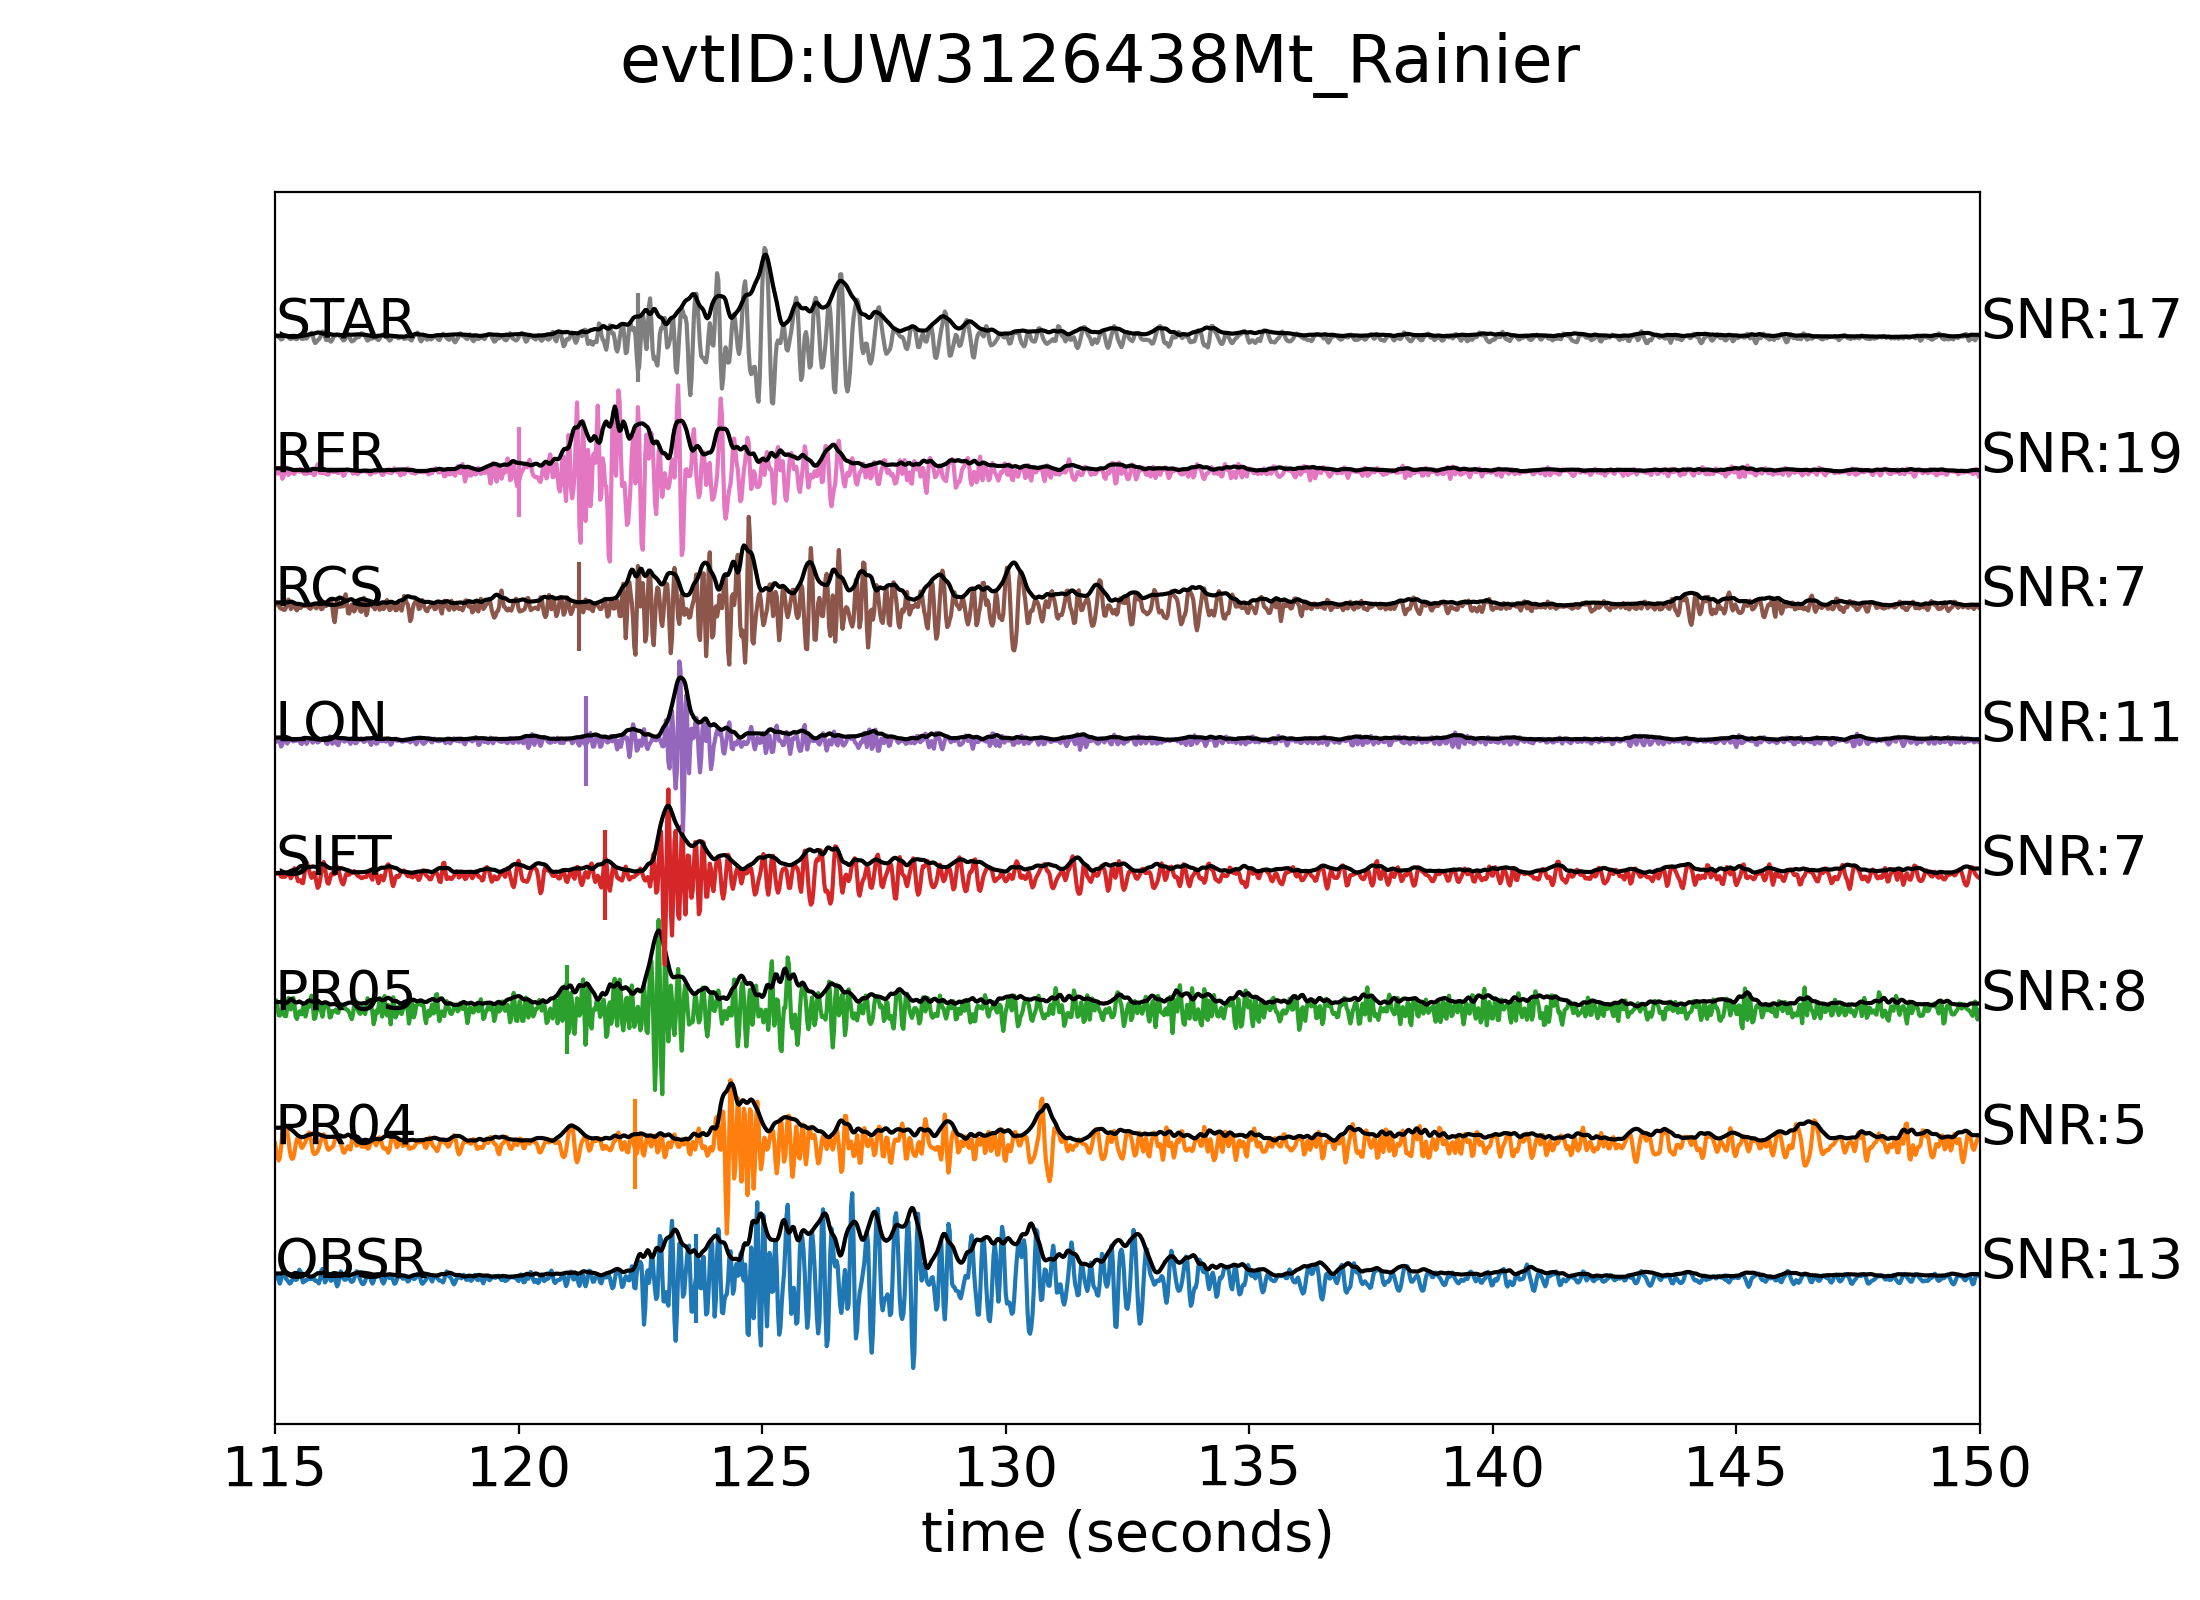 evtID:UW3126438Mt_Rainier
STAR SNR:17
RER SNR:19
RCS SNR:7
LON SNR:11
SIFT SNR:7
PR05 SNR:8
PR04 SNR:5
OBSR SNR:13
115 120 125 130 135 140 145 150
time (seconds)